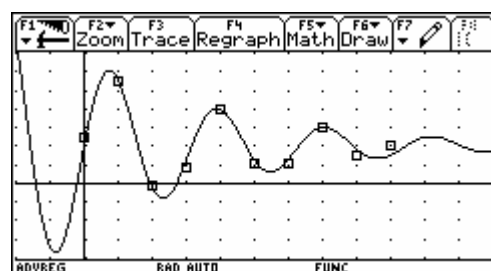 F1 F2 Zoom F3 Trace F4 Regraph F5 Math F6 Draw F7
ADVREG RAD AUTO FUNC